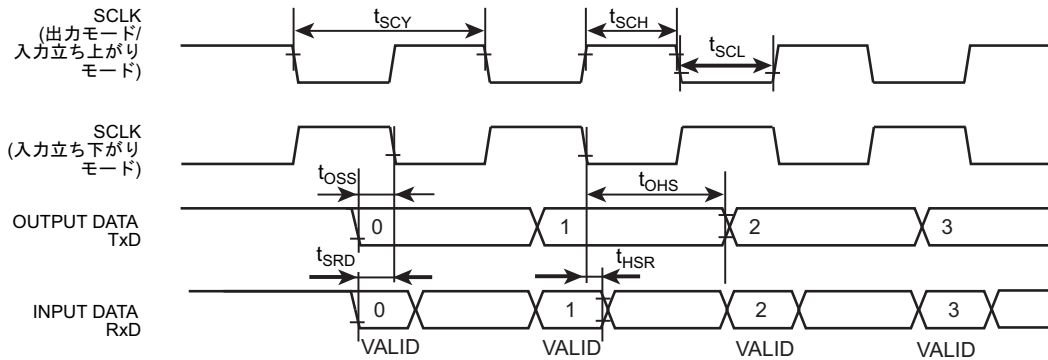 SCLK
(出力モード/
入力立ち上がり
モード)
tSCY
tSCH
tSCL
SCLK
(入力立ち下がり
モード)
tOSS
tOHS
OUTPUT DATA
TxD
0
1
2
3
tSRD
tHSR
INPUT DATA
RxD
0
1
2
3
VALID
VALID
VALID
VALID